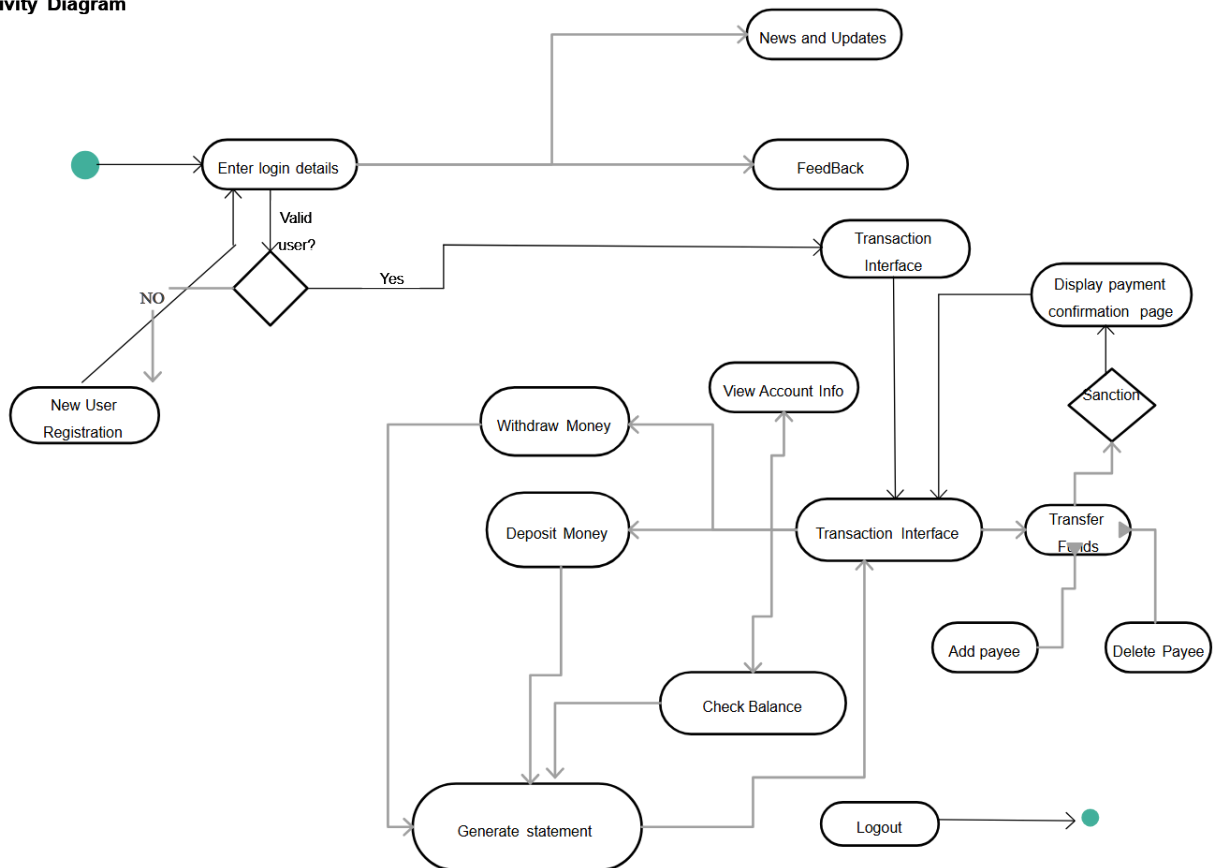 ivity Diagram
News and Updates
Enter login details
FeedBack
Valid
user?
Transaction
Interface
Yes
Display payment
confirmation page
NO
View Account Info
Sanction
New User
Registration
Withdraw Money
Deposit Money
Transaction Interface
Transfer
Funds
Add payee
Delete Payee
Check Balance
Generate statement
Logout